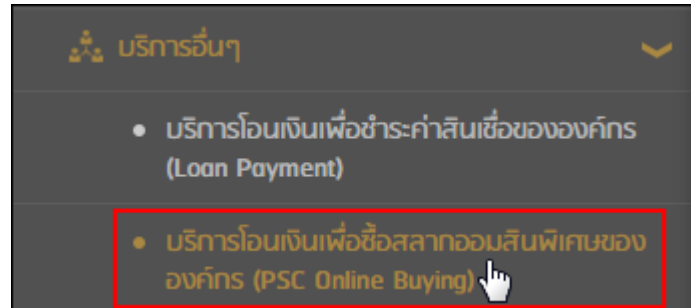 บริการอื่นๆ
บริการโอนเงินเพื่อชำระค่าสินเชื่อขององค์กร
(Loan Payment)
บริการโอนเงินเพื่อซื้อสลากออมสินพิเศษของ
องค์กร (PSC Online Buying)